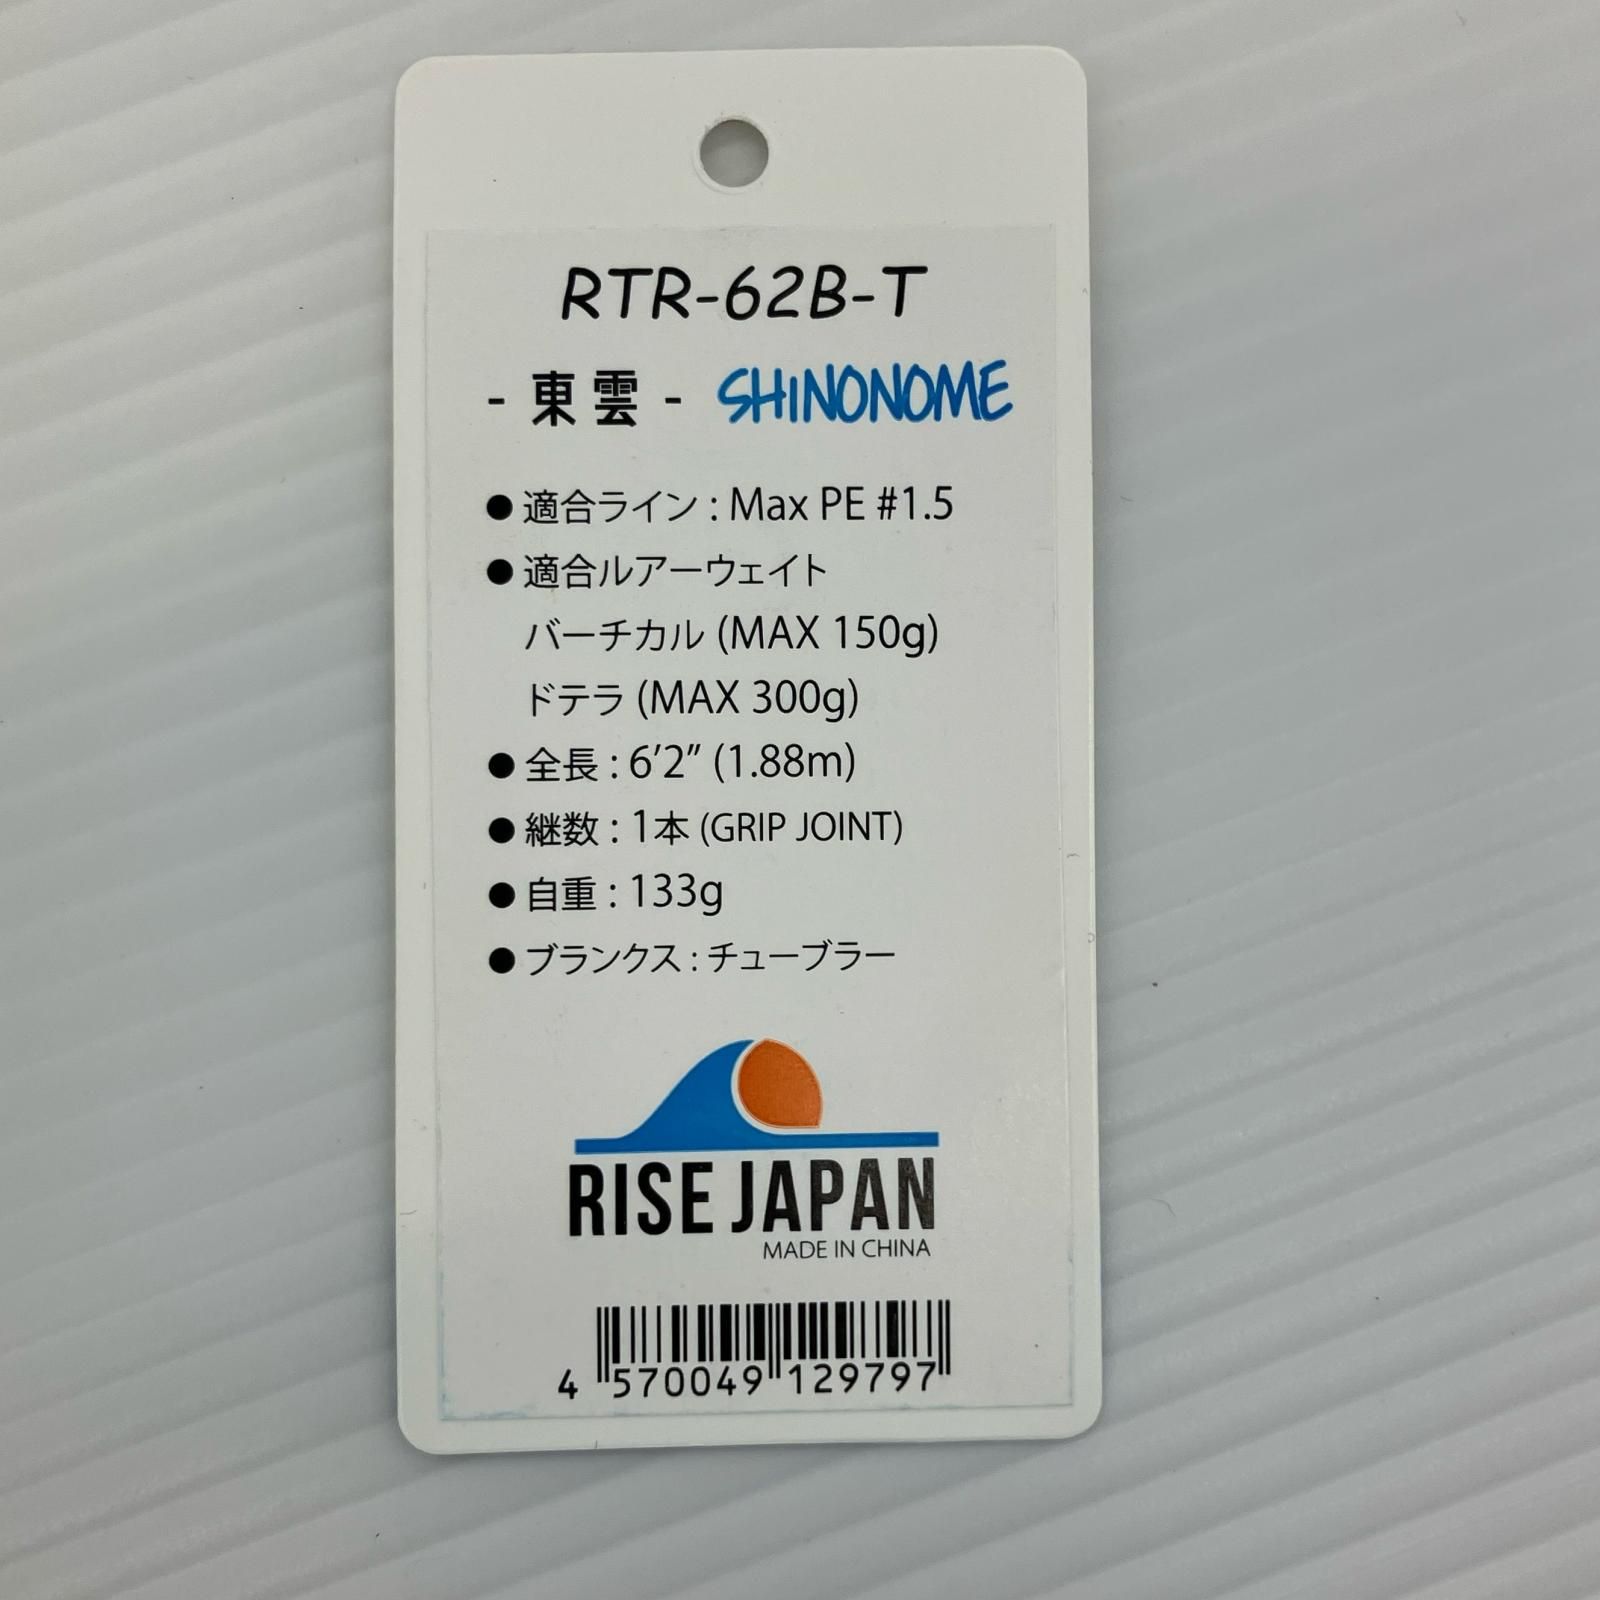 RTR-62B-T
- 東雲 - SHINONOME
● 適合ライン : Max PE #1.5
● 適合ルアーウェイト
バーチカル (MAX 150g)
ドテラ (MAX 300g)
● 全長 : 6'2" (1.88m)
● 継数 : 1本 (GRIP JOINT)
● 自重 : 133g
● ブランクス : チューブラー
RISE JAPAN
MADE IN CHINA
4 570049 129797